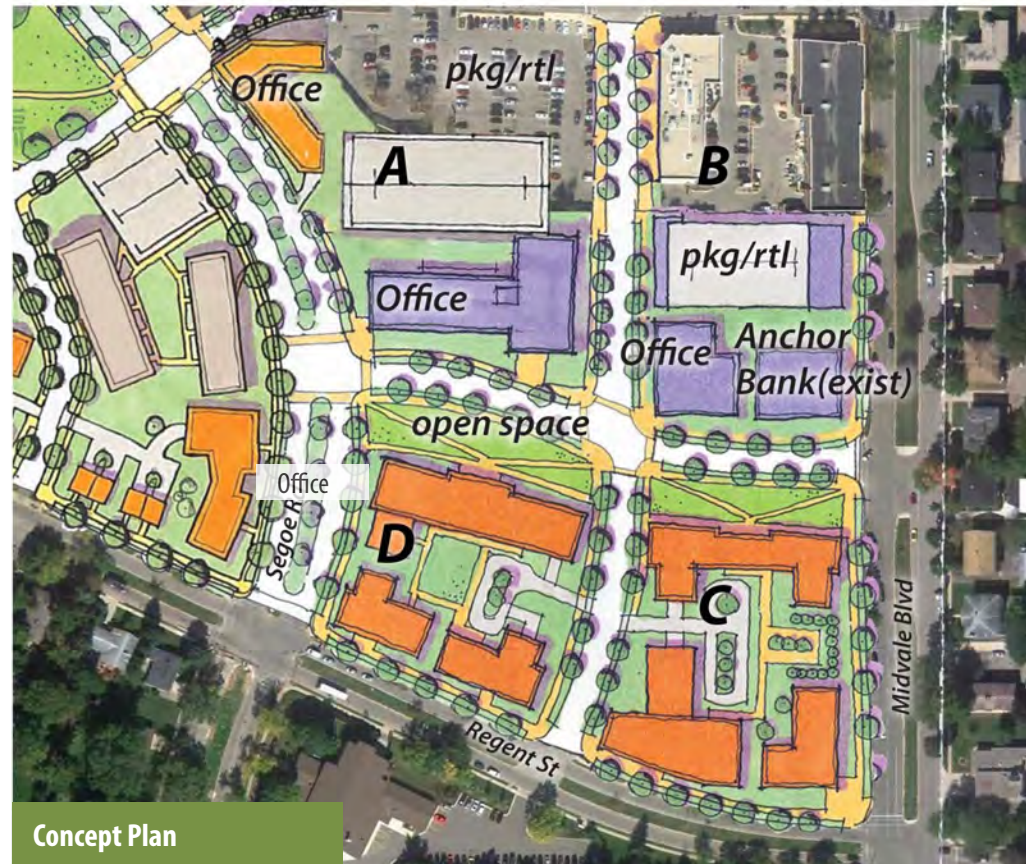 Office
pkg/rtl
A
B
pkg/rtl
Office
Office
Anchor
Bank(exist)
open space
Office
Segoe R
D
C
Midvale Blvd
Regent St
Concept Plan